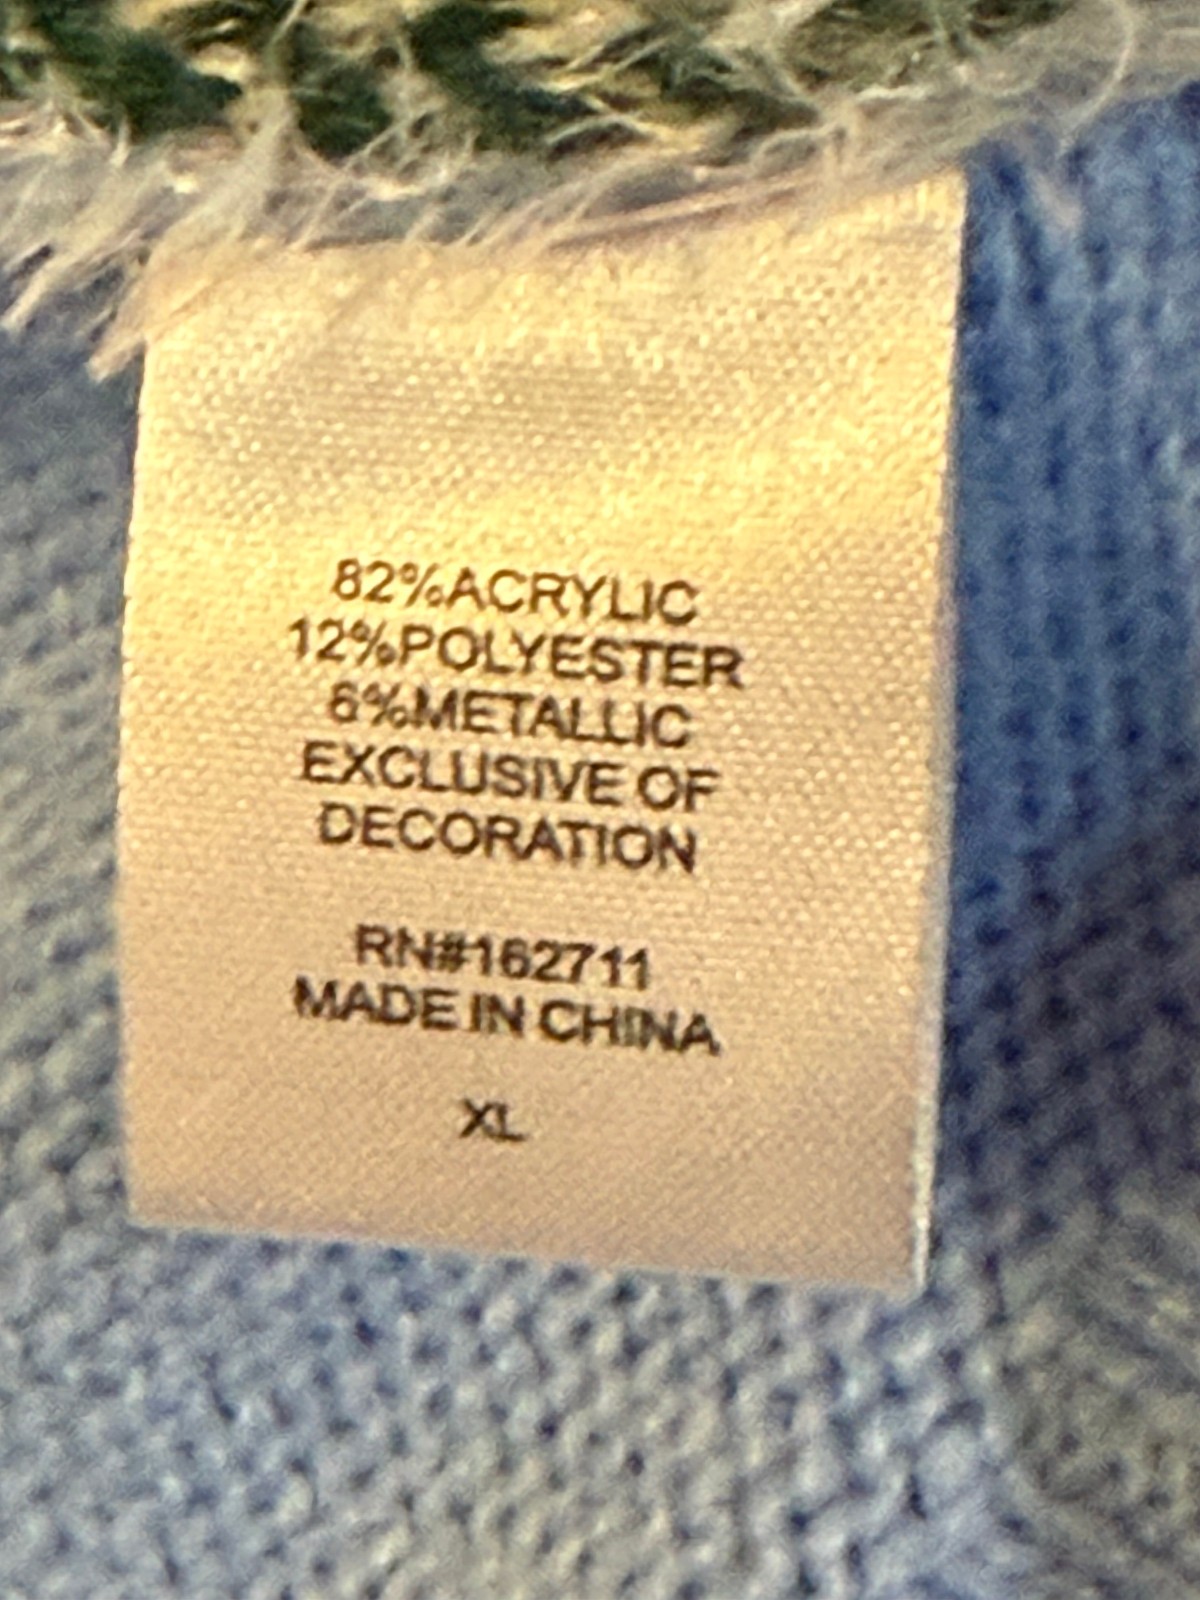 82%ACRYLIC
12%POLYESTER
6%METALLIC
EXCLUSIVE OF
DECORATION
RN#162711
MADE IN CHINA
XL